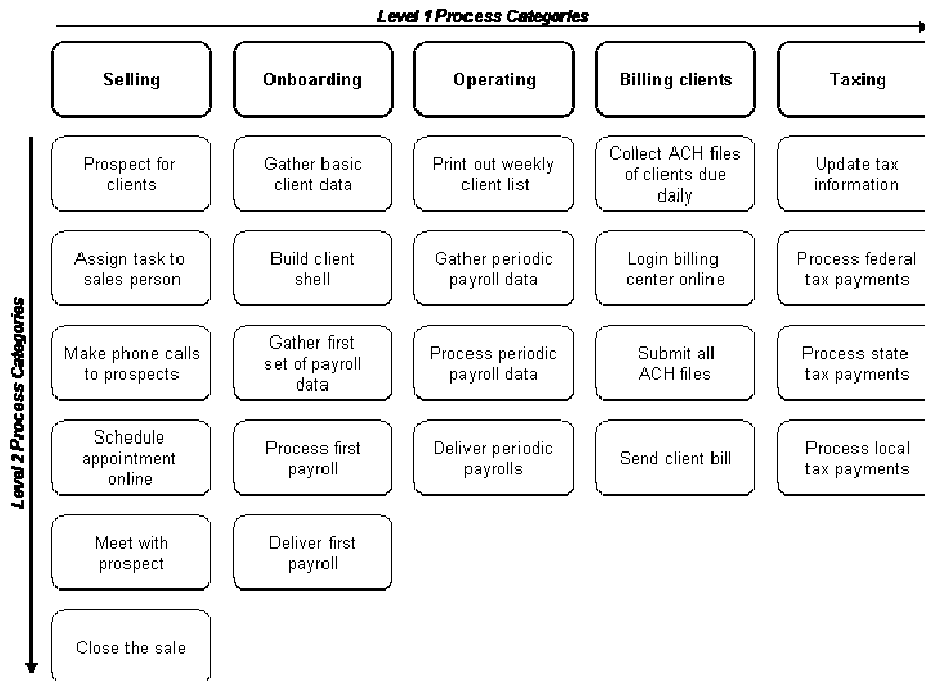 Level 1 Process Categories
Selling
Onboarding
Operating
Billing clients
Taxing
Level 2 Process Categories
Prospect for
clients
Gather basic
client data
Print out weekly
client list
Collect ACH files
of clients due
daily
Update tax
information
Assign task to
sales person
Build client
shell
Gather periodic
payroll data
Login billing
center online
Process federal
tax payments
Make phone calls
to prospects
Gather first
set of payroll
data
Process periodic
payroll data
Submit all
ACH files
Process state
tax payments
Schedule
appointment
online
Process first
payroll
Deliver periodic
payrolls
Send client bill
Process local
tax payments
Meet with
prospect
Deliver first
payroll
Close the sale